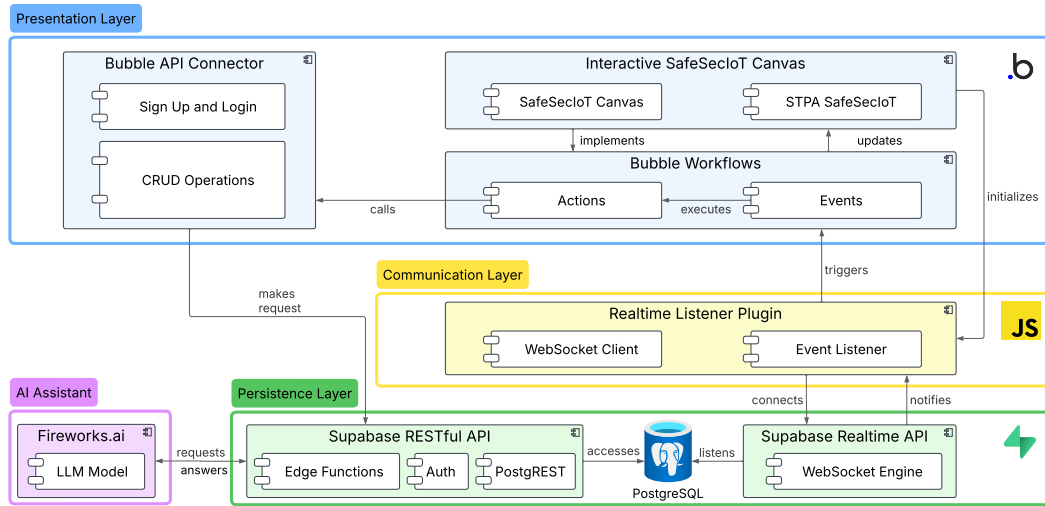 Presentation Layer
Bubble API Connector
Sign Up and Login
CRUD Operations
Interactive SafeSecIoT Canvas
SafeSecIoT Canvas
STPA SafeSecIoT
b
implements
updates
Bubble Workflows
Actions
executes
Events
calls
initializes
triggers
Communication Layer
makes
request
Realtime Listener Plugin
WebSocket Client
Event Listener
JS
connects
notifies
AI Assistant
Fireworks.ai
LLM Model
requests
answers
Persistence Layer
Supabase RESTful API
Edge Functions
Auth
PostgREST
accesses
PostgreSQL
listens
Supabase Realtime API
WebSocket Engine